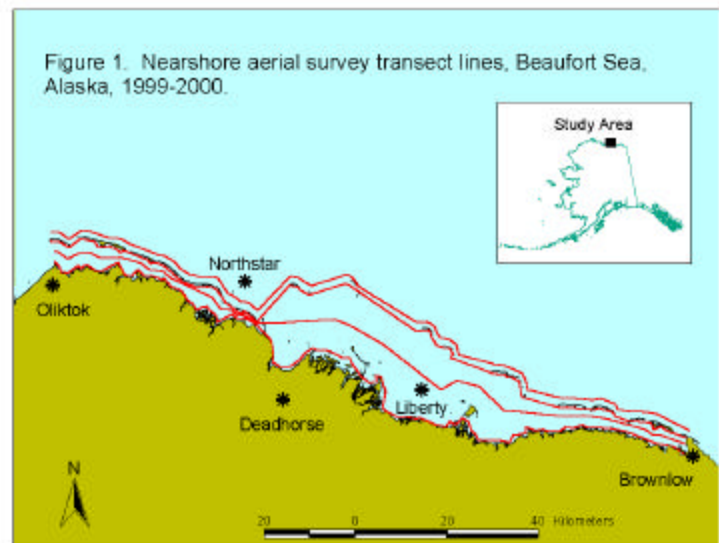 Figure 1. Nearshore aerial survey transect lines, Beaufort Sea,
Alaska, 1999-2000.
Study Area
Northstar
Oliktok
Liberty
Deadhorse
Brownlow
N
20 0 20 40 Kilometers